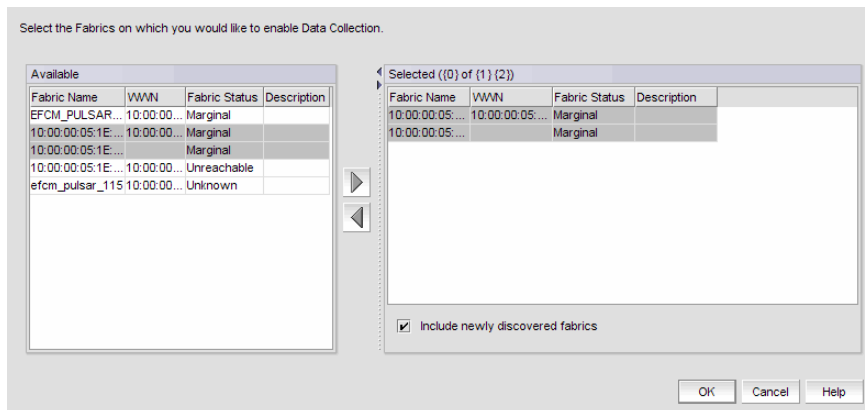 Select the Fabrics on which you would like to enable Data Collection.
Available
Fabric Name WWN Fabric Status Description
EFCM_PULSAR... 10:00:00... Marginal
10:00:00:05:1E:... 10:00:00... Marginal
10:00:00:05:1E:... Marginal
10:00:00:05:1E:... 10:00:00... Unreachable
efcm_pulsar_115 10:00:00... Unknown
Selected ({0} of {1} {2})
Fabric Name WWN Fabric Status Description
10:00:00:05:... 10:00:00:05:... Marginal
10:00:00:05:... Marginal
Include newly discovered fabrics
OK Cancel Help